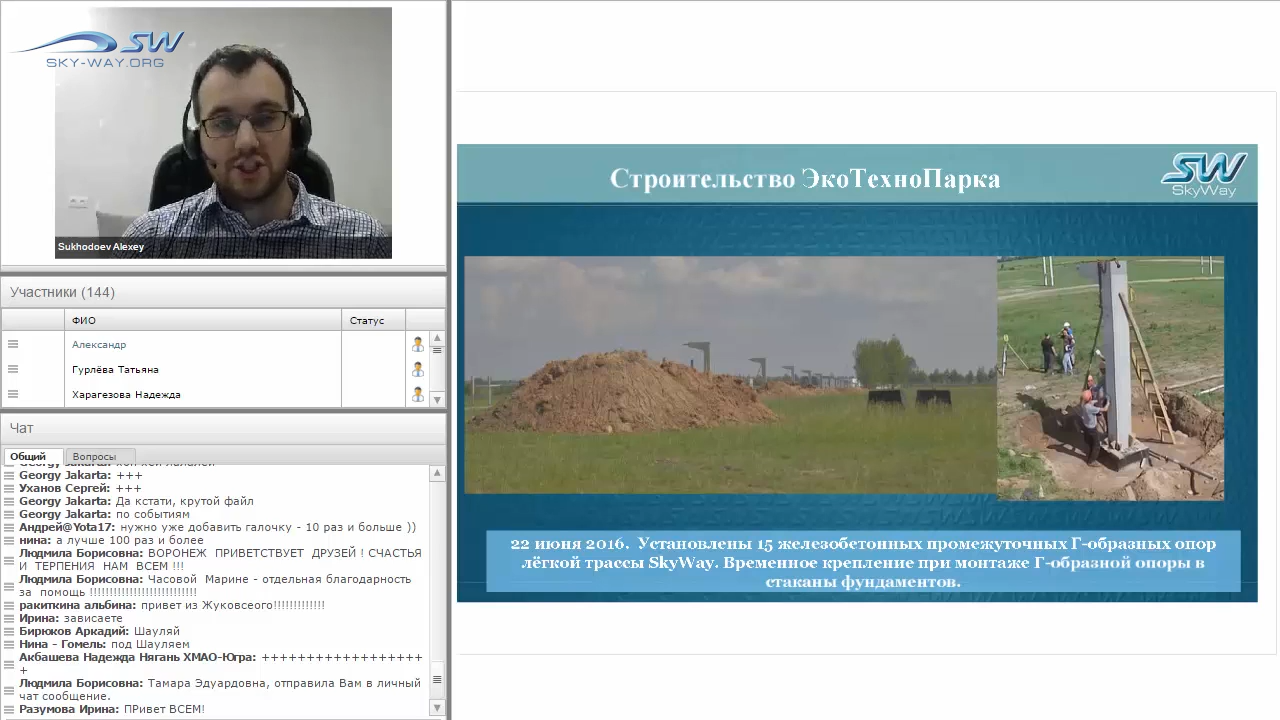 SW
SKY-WAY.ORG
Sukhodoev Alexey
Участники (144)
ФИО
Статус
Александр
Гурлёва Татьяна
Харагезова Надежда
Чат
Общий
Вопросы
Georgy Jakarta:
Georgy Jakarta: +++
Уханов Сергей: +++
Georgy Jakarta: Да кстати, крутой файл
Georgy Jakarta: по событиям
Андрей@Yota17: нужно уже добавить галочку - 10 раз и больше ))
нина: а лучше 100 раз и более
Людмила Борисовна: ВОРОНЕЖ ПРИВЕТСТВУЕТ ДРУЗЕЙ ! СЧАСТЬЯ
И ТЕРПЕНИЯ НАМ ВСЕМ !!!
Людмила Борисовна: Часовой Марине - отдельная благодарность
за помощь !!!!!!!!!!!!!!!!!!!!!!!!!!!
ракиткина альбина: привет из Жуковсеого!!!!!!!!!!!!!
Ирина: зависаете
Бирюков Аркадий: Шауляй
Нина - Гомель: под Шауляем
Акбашева Надежда Нягань ХМАО-Югра: ++++++++++++++++++
+
Людмила Борисовна: Тамара Эдуардовна, отправила Вам в личный
чат сообщение.
Разумова Ирина: ПРивет ВСЕМ!
Строительство ЭкоТехноПарка
SW
SkyWay
22 июня 2016. Установлены 15 железобетонных промежуточных Г-образных опор
лёгкой трассы SkyWay. Временное крепление при монтаже Г-образной опоры в
стаканы фундаментов.